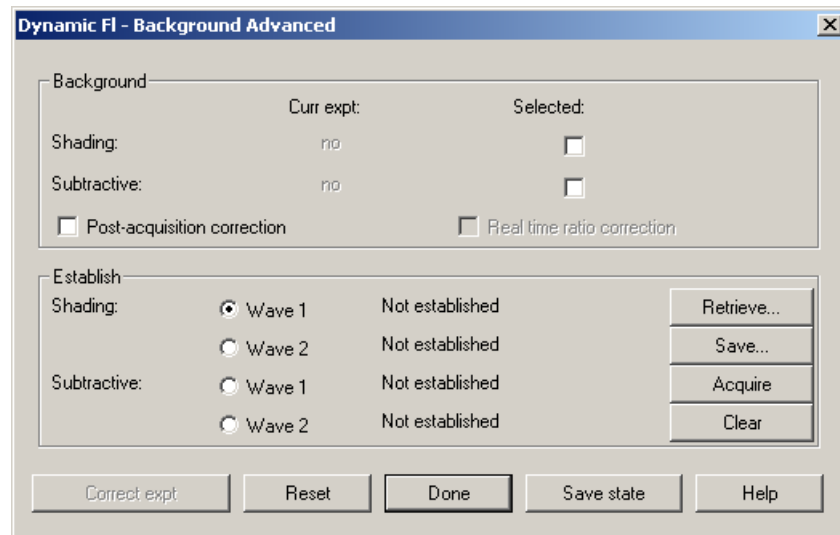 Dynamic Fl - Background Advanced
Background
Curr expt: Selected:
Shading: no
Subtractive: no
Post-acquisition correction Real time ratio correction
Establish
Shading: Wave 1 Not established Retrieve...
Wave 2 Not established Save...
Subtractive: Wave 1 Not established Acquire
Wave 2 Not established Clear
Correct expt Reset Done Save state Help